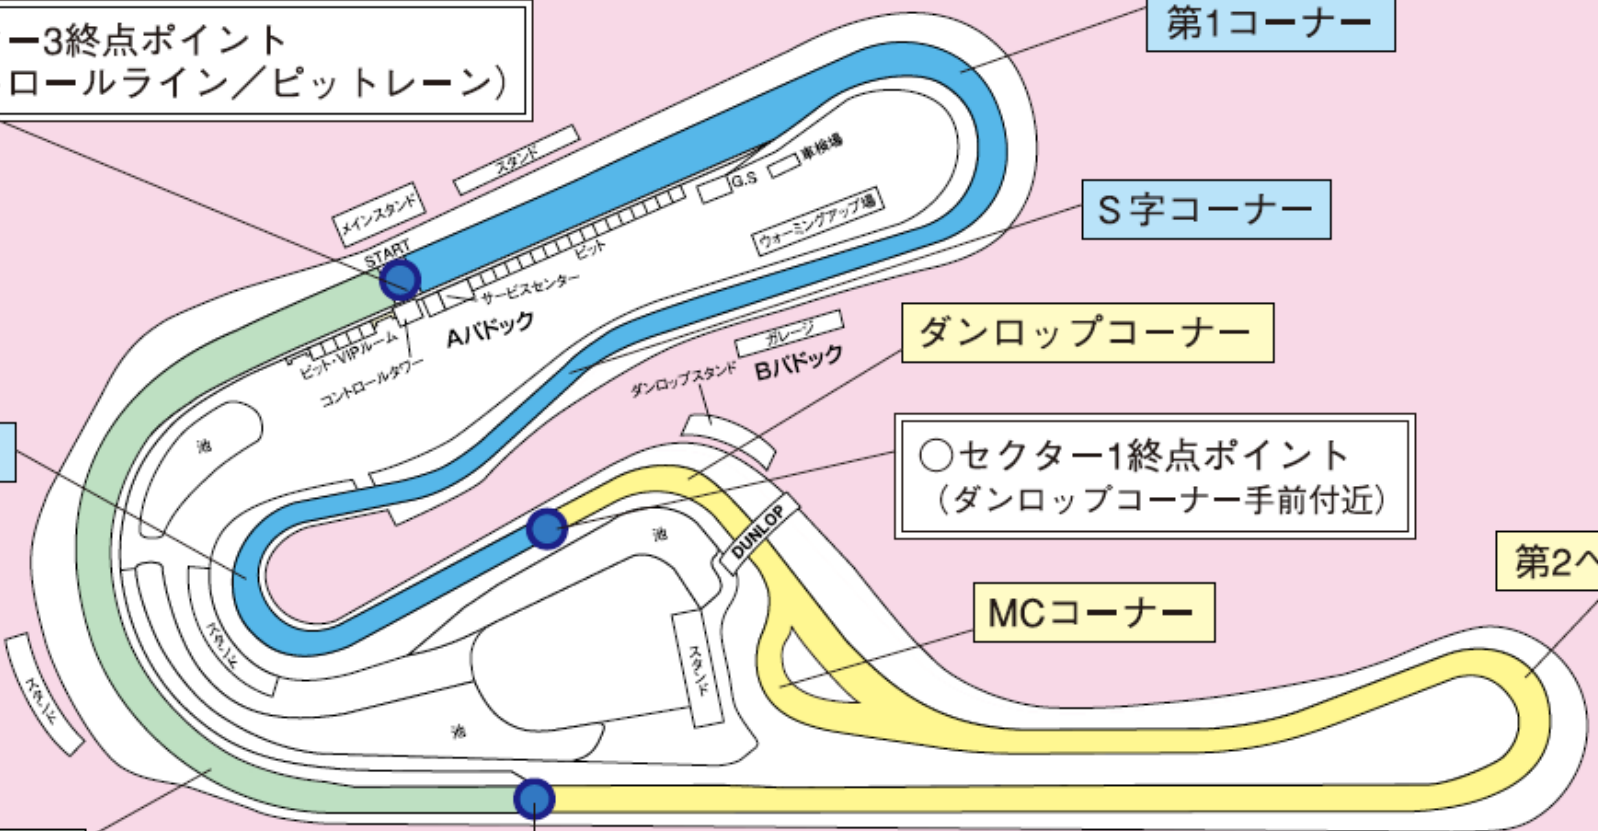 ー3終点ポイント
ロールライン／ピットレーン）
第1コーナー
スタンド
車検場
G.S
メインスタンド
ウォーミングアップ場
S字コーナー
START
ピット
サービスセンター
Aパドック
ピット・VIPルーム
コントロールタワー
ガレージ
Bパドック
ダンロップスタンド
ダンロップコーナー
池
○セクター1終点ポイント
（ダンロップコーナー手前付近）
池
DUNLOP
第2ヘ
MCコーナー
スタンド
スタンド
スタンド
池